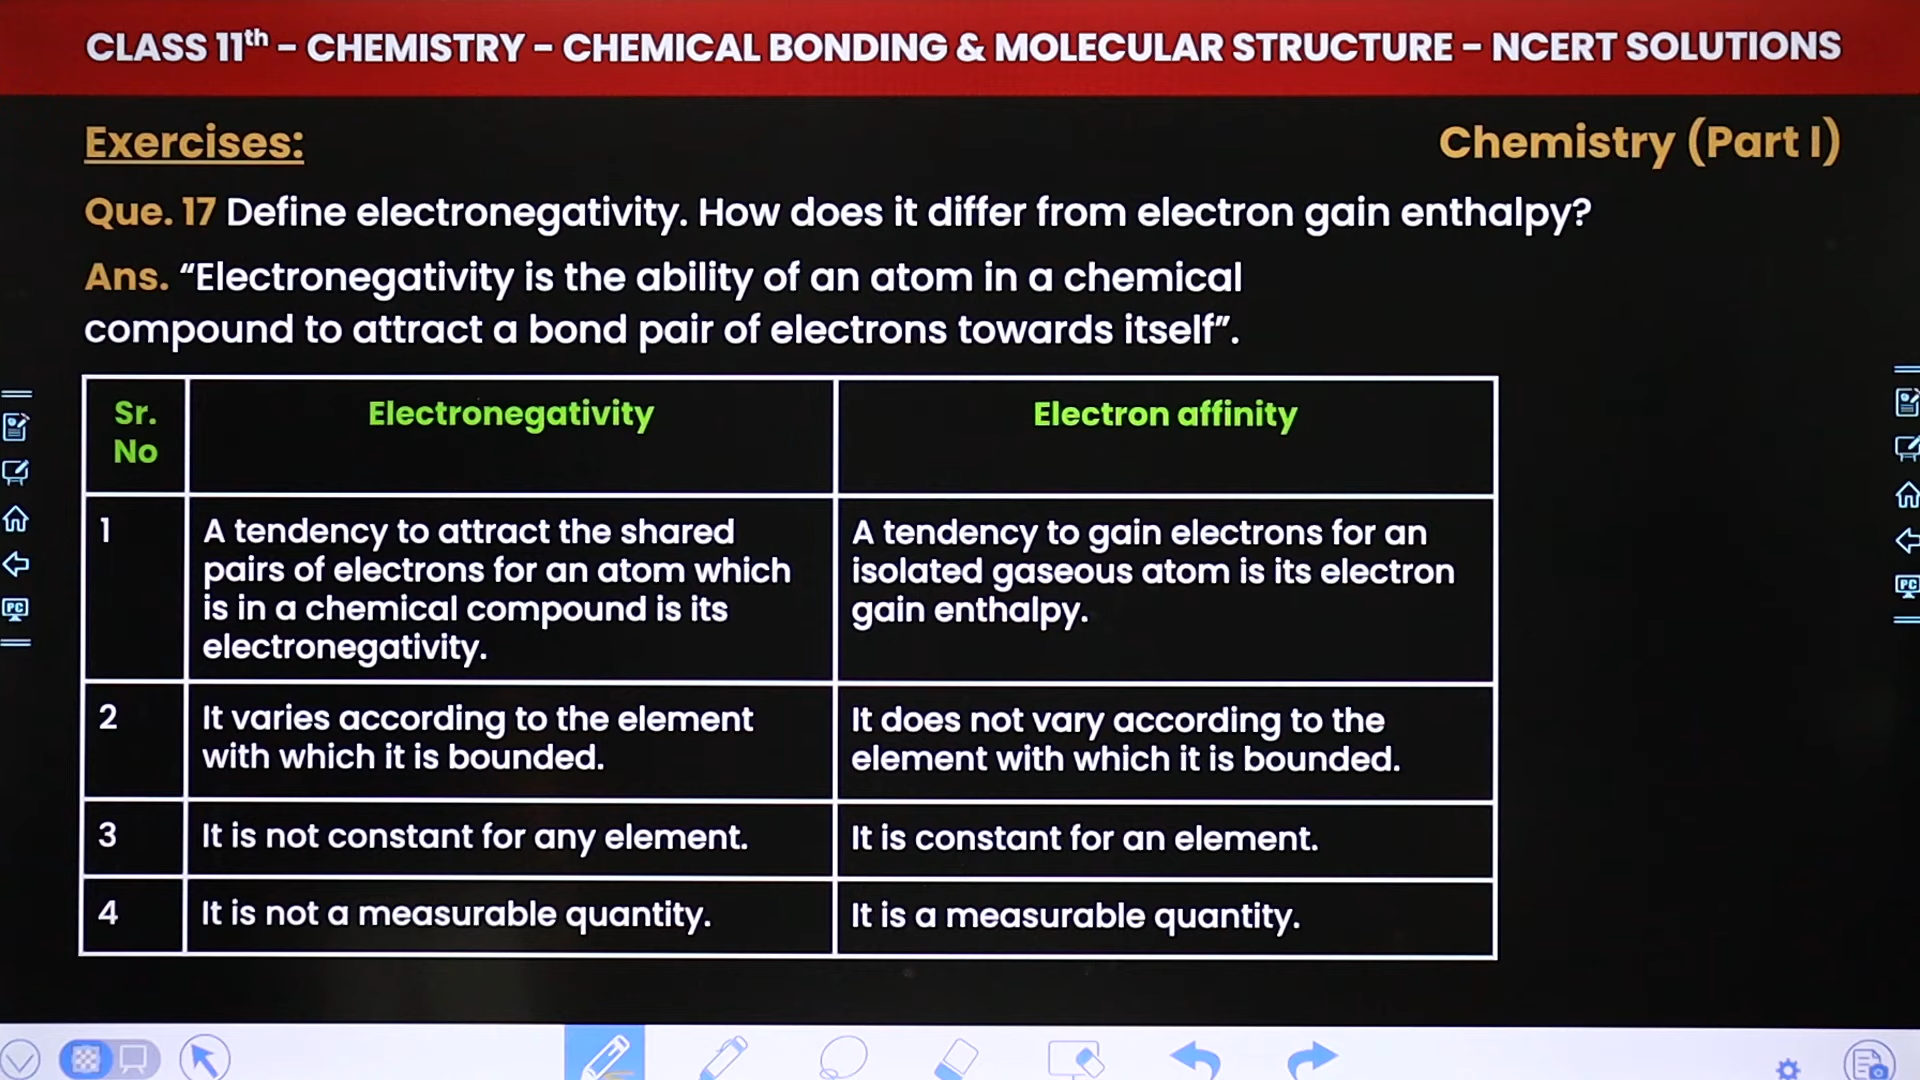 CLASS 11th – CHEMISTRY – CHEMICAL BONDING & MOLECULAR STRUCTURE – NCERT SOLUTIONS
Exercises:
Chemistry (Part I)
Que. 17 Define electronegativity. How does it differ from electron gain enthalpy?
Ans. “Electronegativity is the ability of an atom in a chemical
compound to attract a bond pair of electrons towards itself”.
Sr.
No
Electronegativity
Electron affinity
1
A tendency to attract the shared
pairs of electrons for an atom which
is in a chemical compound is its
electronegativity.
A tendency to gain electrons for an
isolated gaseous atom is its electron
gain enthalpy.
2
It varies according to the element
with which it is bounded.
It does not vary according to the
element with which it is bounded.
3
It is not constant for any element.
It is constant for an element.
4
It is not a measurable quantity.
It is a measurable quantity.
PC
PC